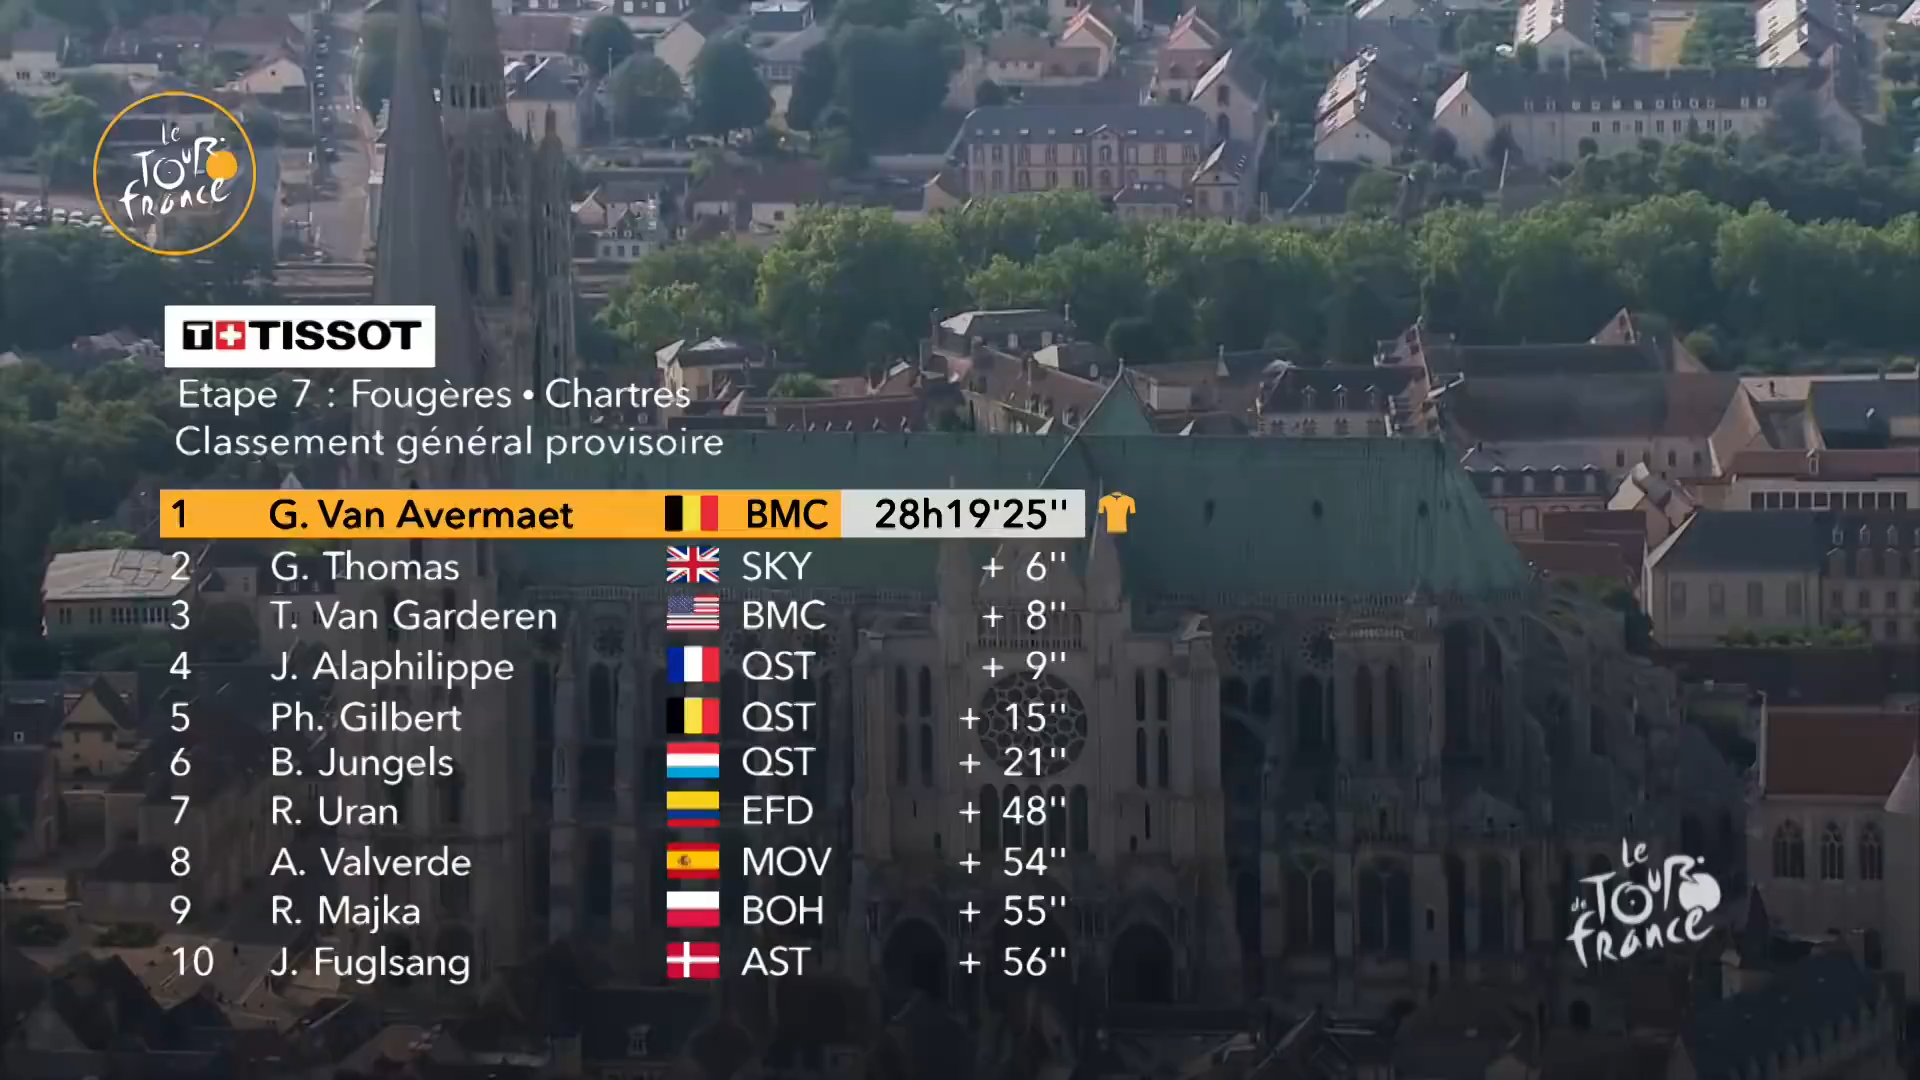 Le
Tour
France
T+TISSOT
Etape 7 : Fougères • Chartres
Classement général provisoire
1 G. Van Avermaet BMC 28h19'25''
2 G. Thomas SKY + 6''
3 T. Van Garderen BMC + 8''
4 J. Alaphilippe QST + 9''
5 Ph. Gilbert QST + 15''
6 B. Jungels QST + 21''
7 R. Uran EFD + 48''
8 A. Valverde MOV + 54''
9 R. Majka BOH + 55''
10 J. Fuglsang AST + 56''
Le
Tour
de
France